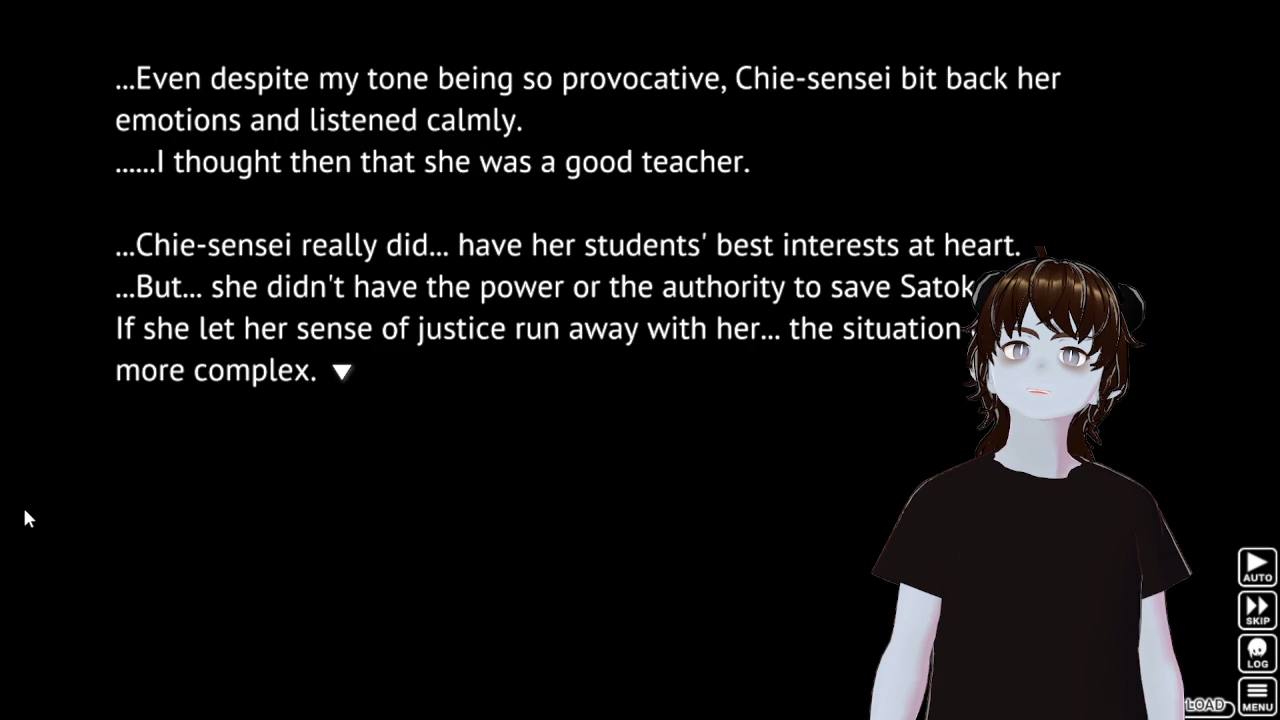 ...Even despite my tone being so provocative, Chie-sensei bit back her
emotions and listened calmly.
......I thought then that she was a good teacher.
...Chie-sensei really did... have her students' best interests at heart.
...But... she didn't have the power or the authority to save
If she let her sense of justice run away with her... the situation
more complex.
AUTO
SKIP
LOG
LOAD
MENU